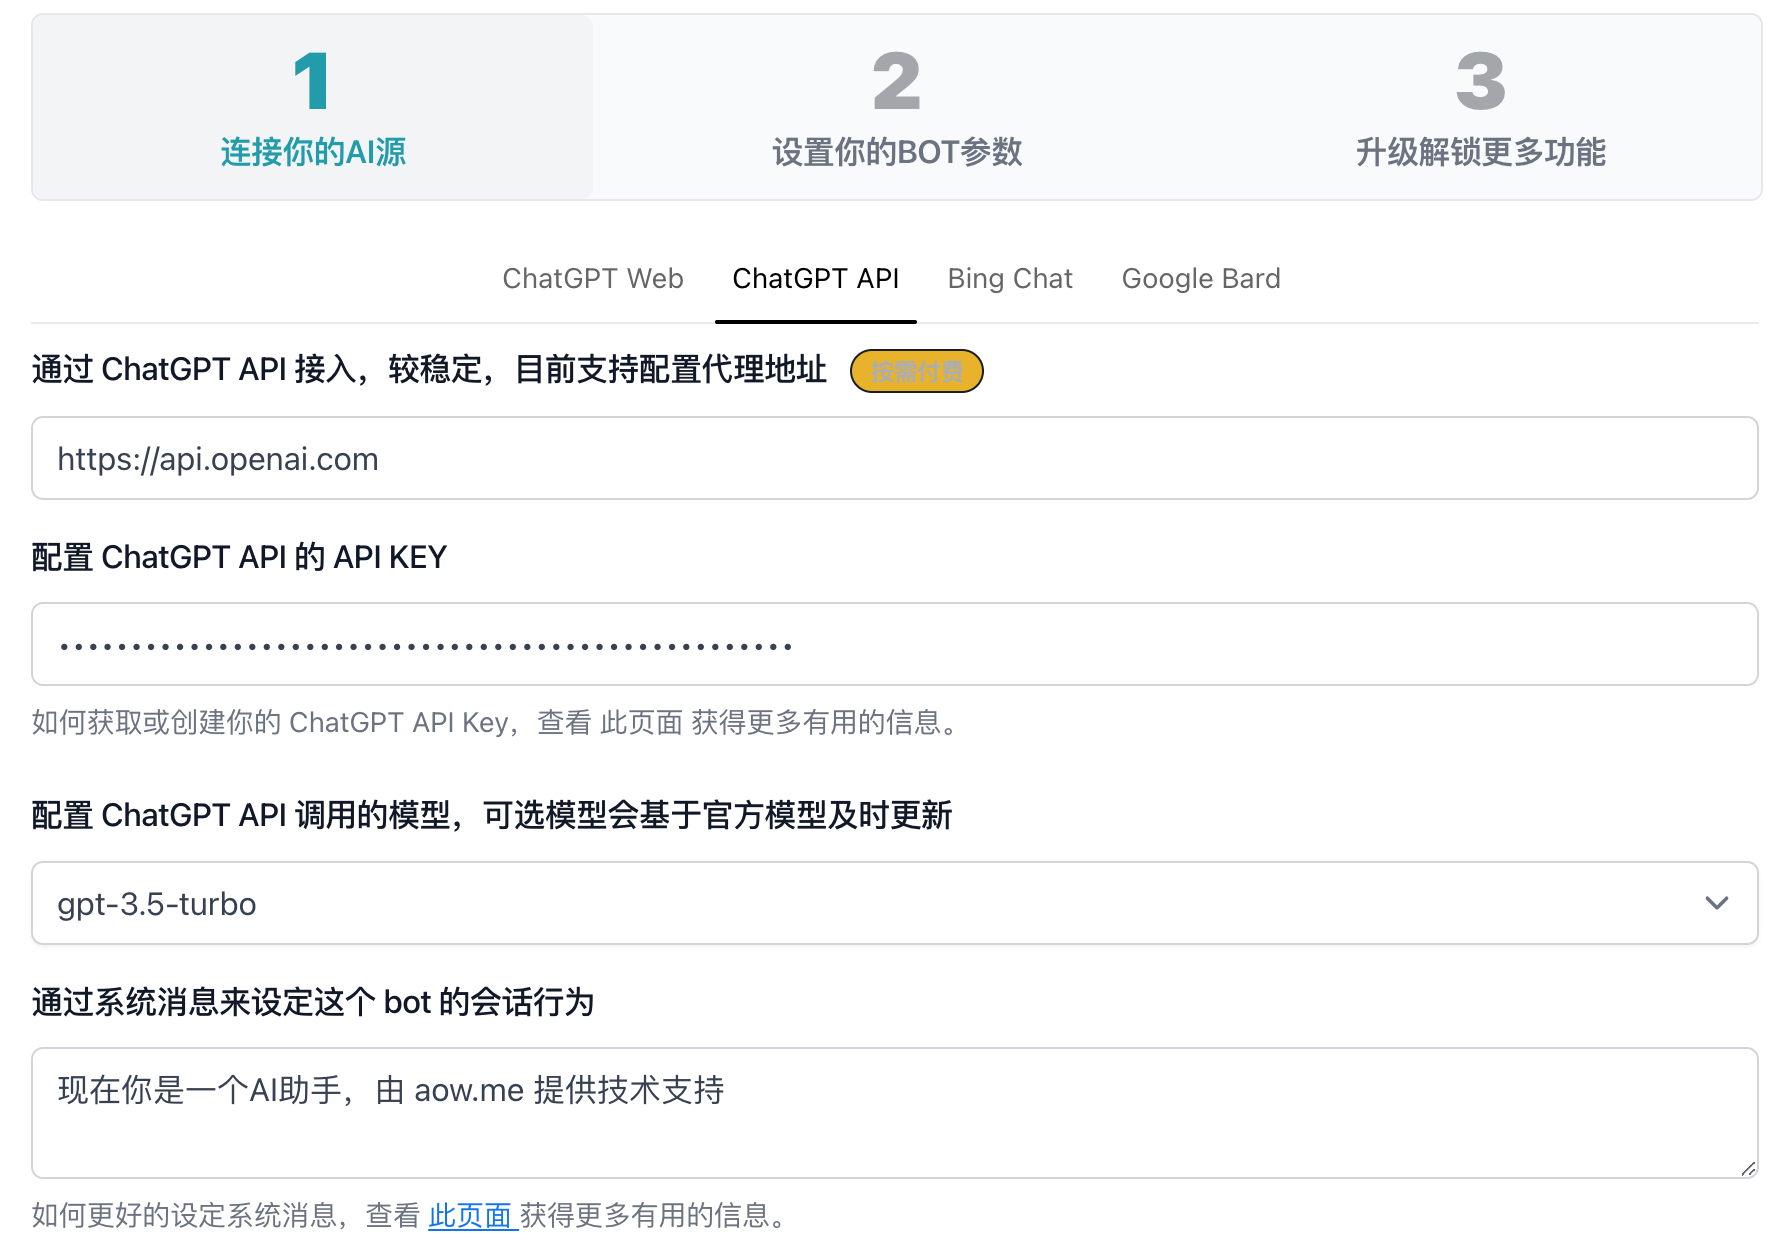 1
连接你的AI源
2
设置你的BOT参数
3
升级解锁更多功能
ChatGPT Web
ChatGPT API
Bing Chat
Google Bard
通过 ChatGPT API 接入，较稳定，目前支持配置代理地址 按需付费
https://api.openai.com
配置 ChatGPT API 的 API KEY
•••••••••••••••••••••••••••••••••••••••••••••••••••
如何获取或创建你的 ChatGPT API Key，查看 此页面 获得更多有用的信息。
配置 ChatGPT API 调用的模型，可选模型会基于官方模型及时更新
gpt-3.5-turbo
通过系统消息来设定这个 bot 的会话行为
现在你是一个AI助手，由 aow.me 提供技术支持
如何更好的设定系统消息，查看 此页面 获得更多有用的信息。